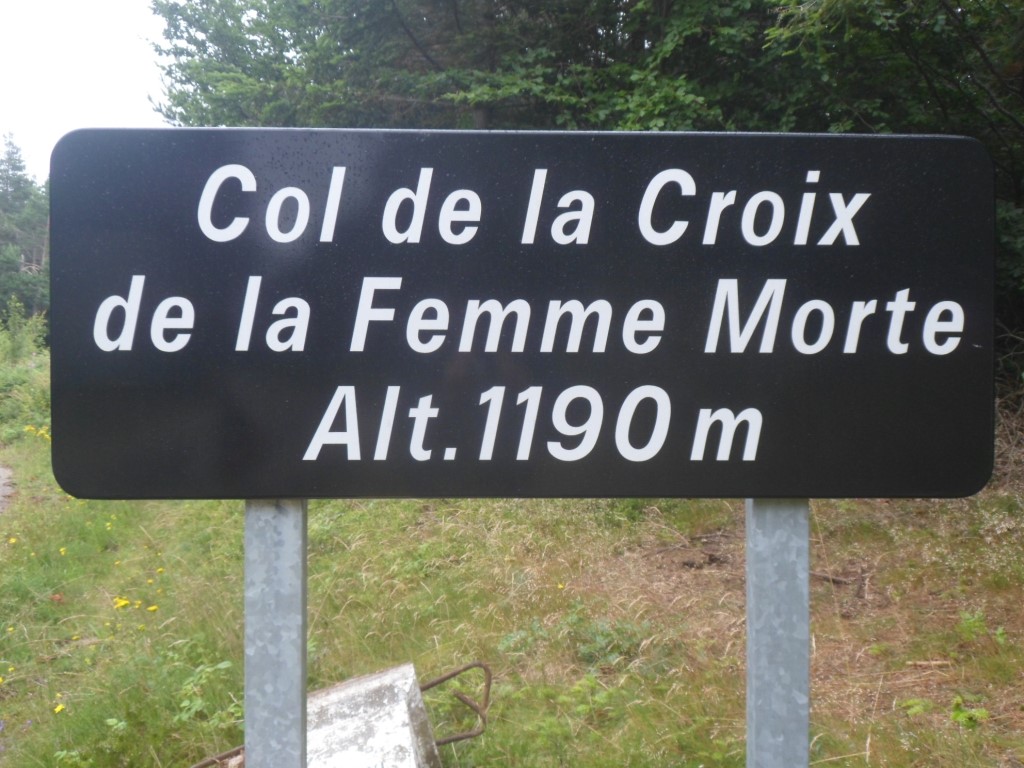 Col de la Croix
de la Femme Morte
Alt.1190 m